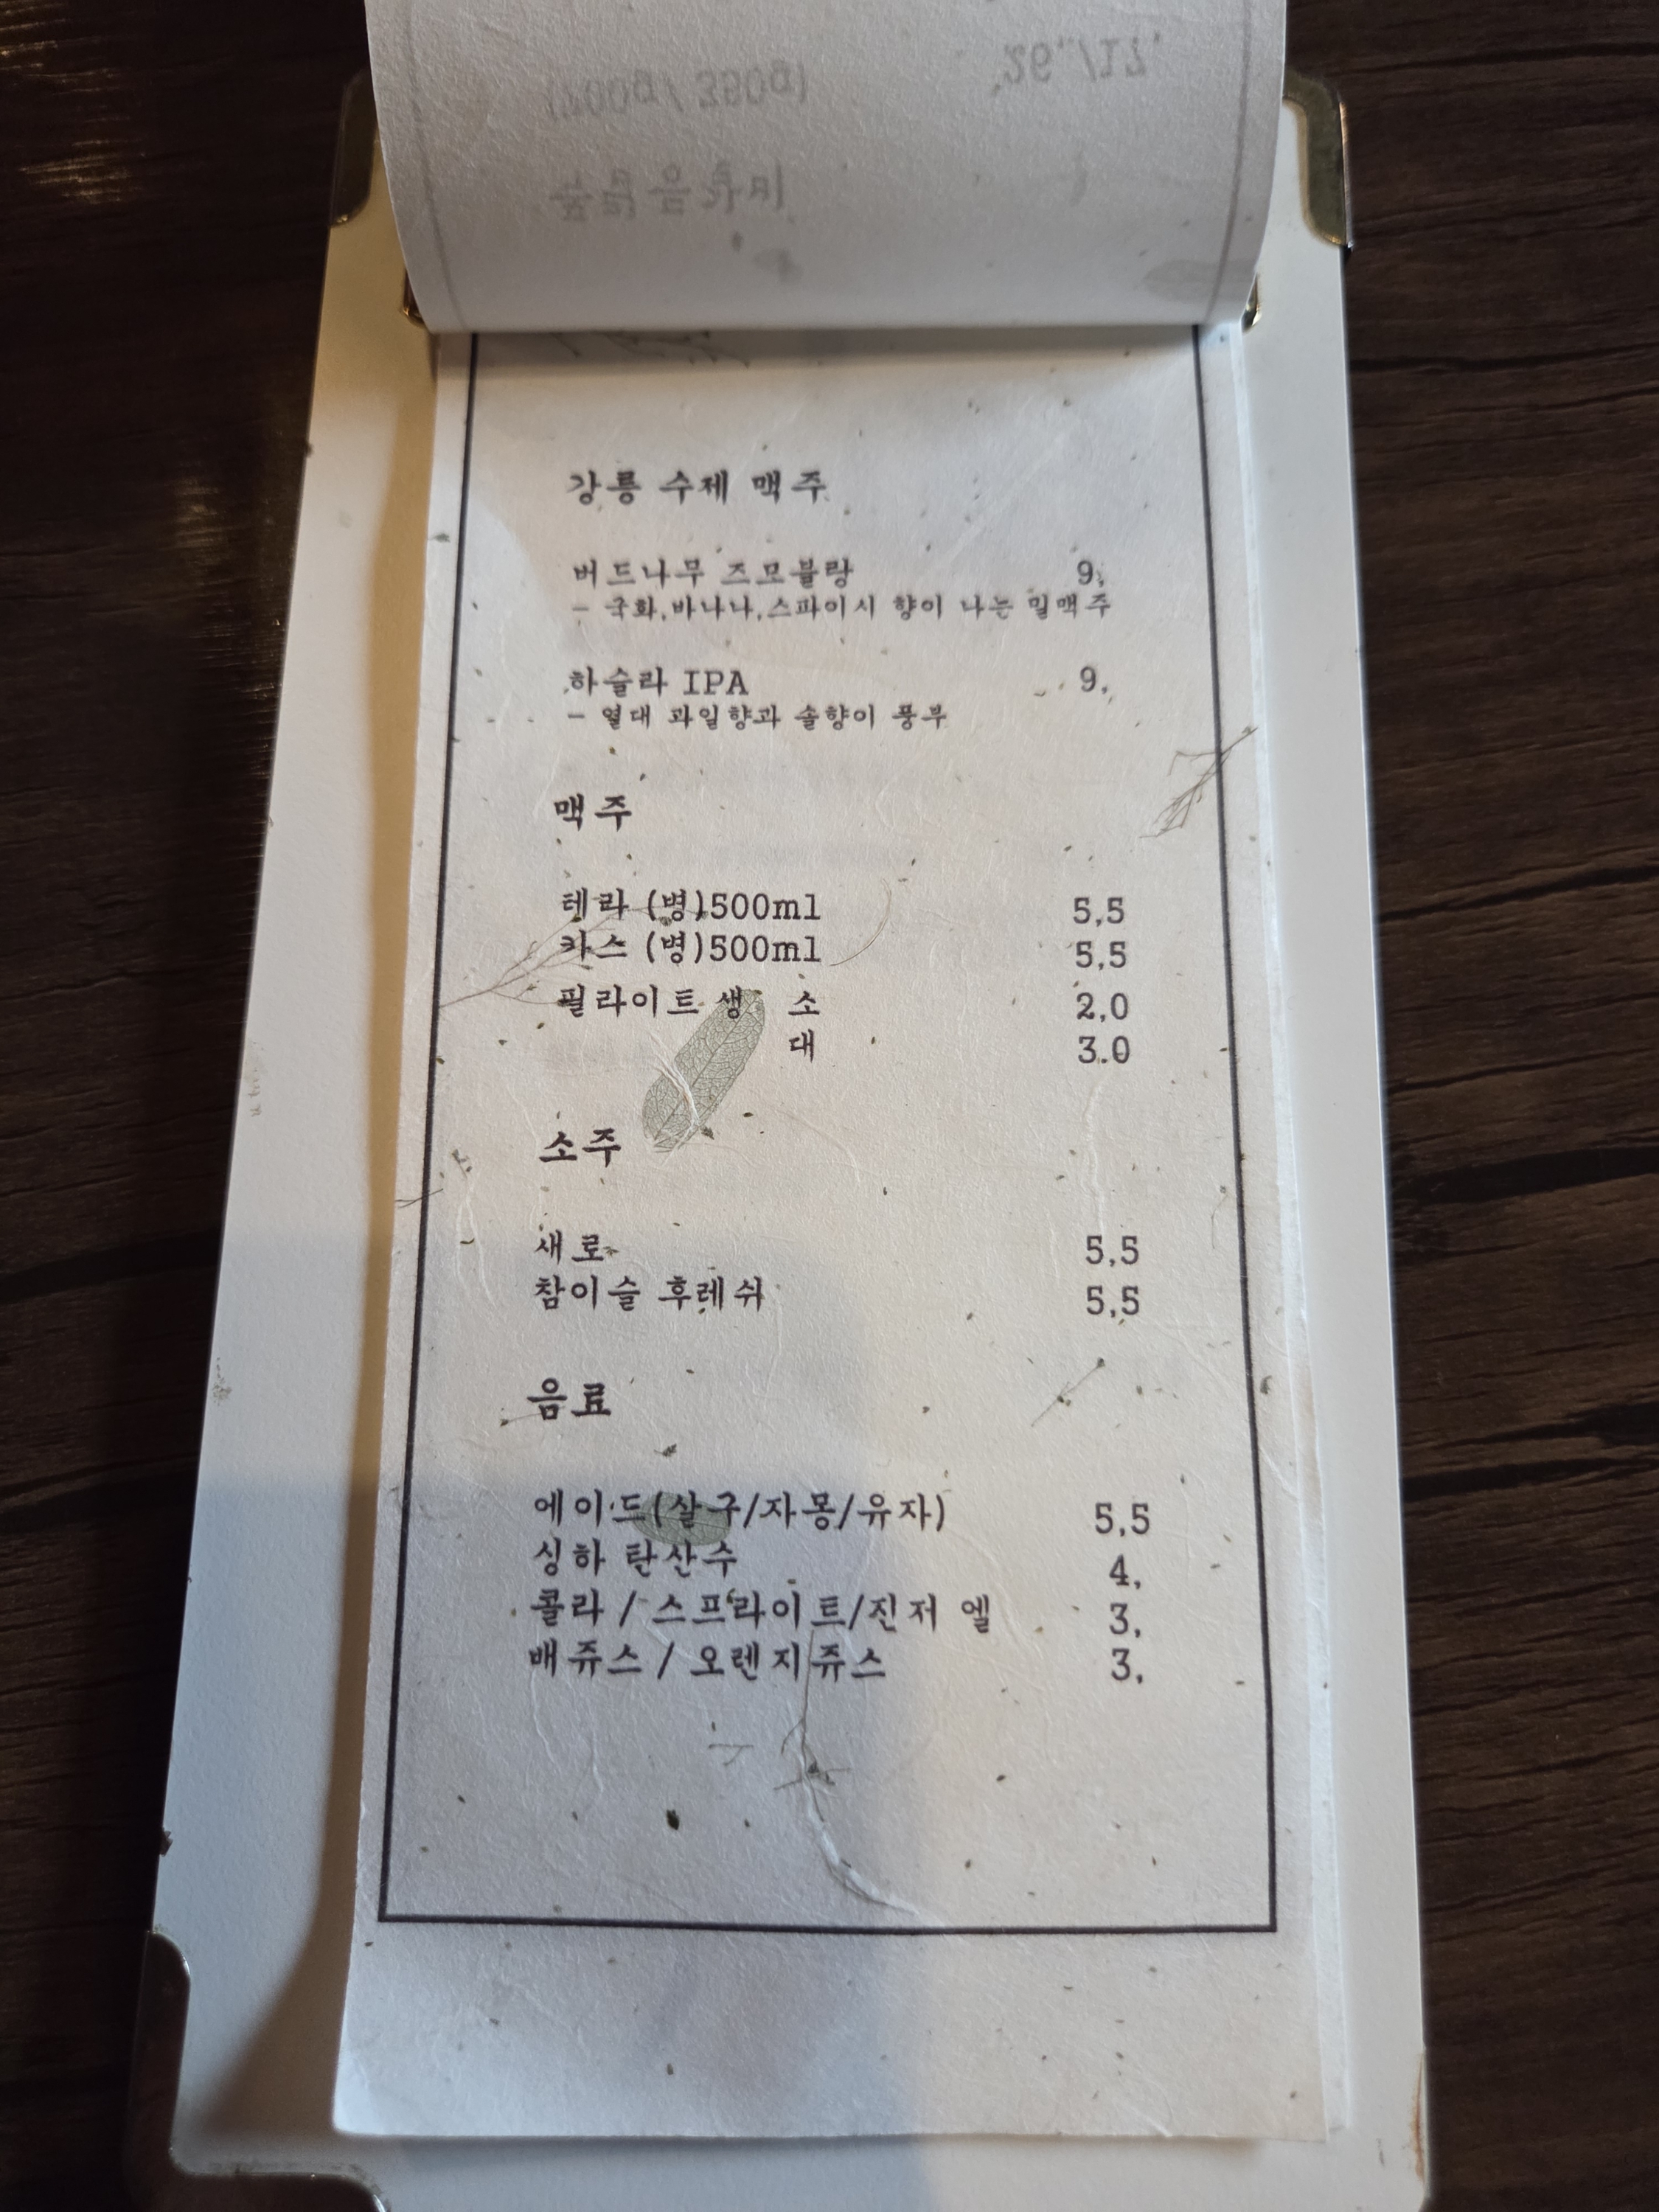 강릉 수제 맥주
버드나무 즈모블랑 9,
- 국화,바나나,스파이시 향이 나는 밀맥주
하슬라 IPA 9,
- 열대 과일향과 솔향이 풍부
맥주
테라 (병)500ml 5,5
카스 (병)500ml 5,5
필라이트 생 소 2,0
대 3.0
소주
새로 5,5
참이슬 후레쉬 5,5
음료
에이드(살구/자몽/유자) 5,5
싱하 탄산수 4,
콜라 / 스프라이트/진저 엘 3,
배쥬스 / 오렌지쥬스 3,